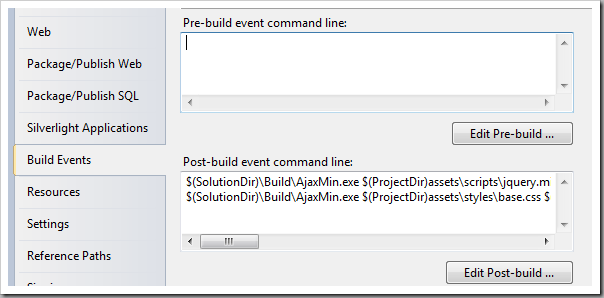 Web
Package/Publish Web
Package/Publish SQL
Silverlight Applications
Build Events
Resources
Settings
Reference Paths
Pre-build event command line:
Edit Pre-build ...
Post-build event command line:
$(SolutionDir)\Build\AjaxMin.exe $(ProjectDir)assets\scripts\jquery.m
$(SolutionDir)\Build\AjaxMin.exe $(ProjectDir)assets\styles\base.css $
Edit Post-build ...